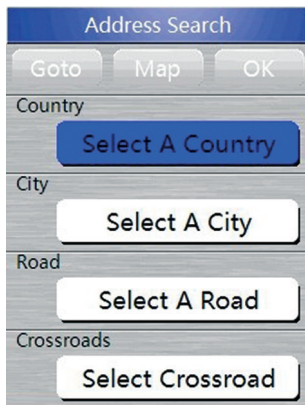 Address Search
Goto Map OK
Country
Select A Country
City
Select A City
Road
Select A Road
Crossroads
Select Crossroad